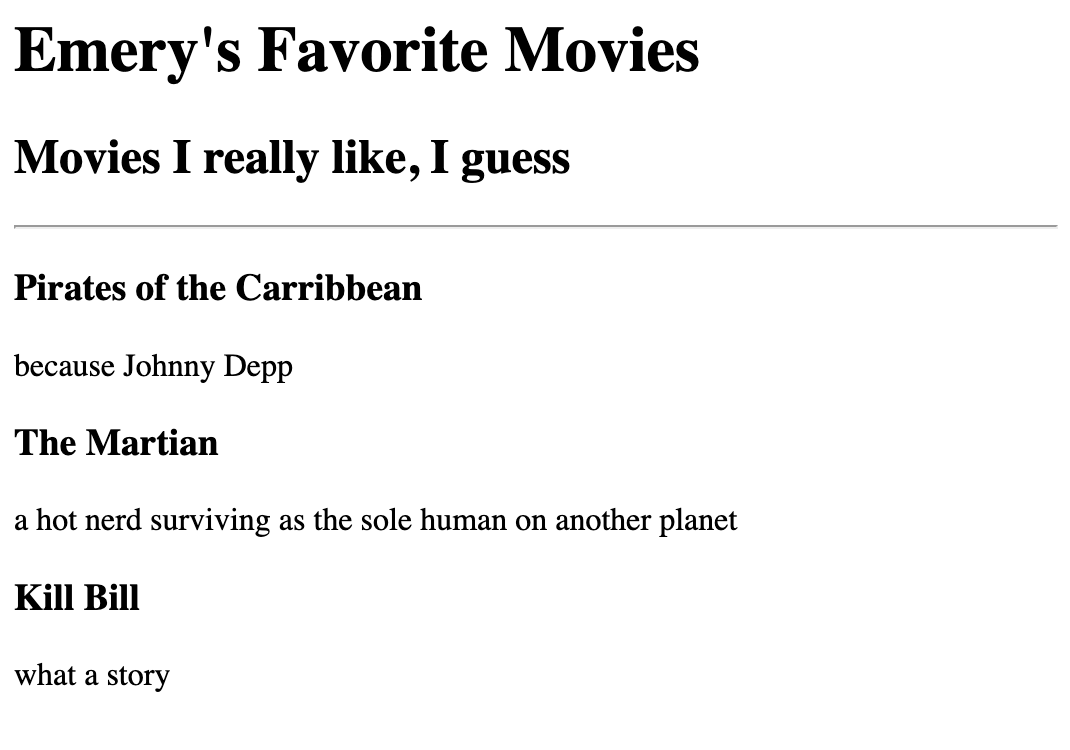 Emery's Favorite Movies
Movies I really like, I guess
Pirates of the Carribbean
because Johnny Depp
The Martian
a hot nerd surviving as the sole human on another planet
Kill Bill
what a story